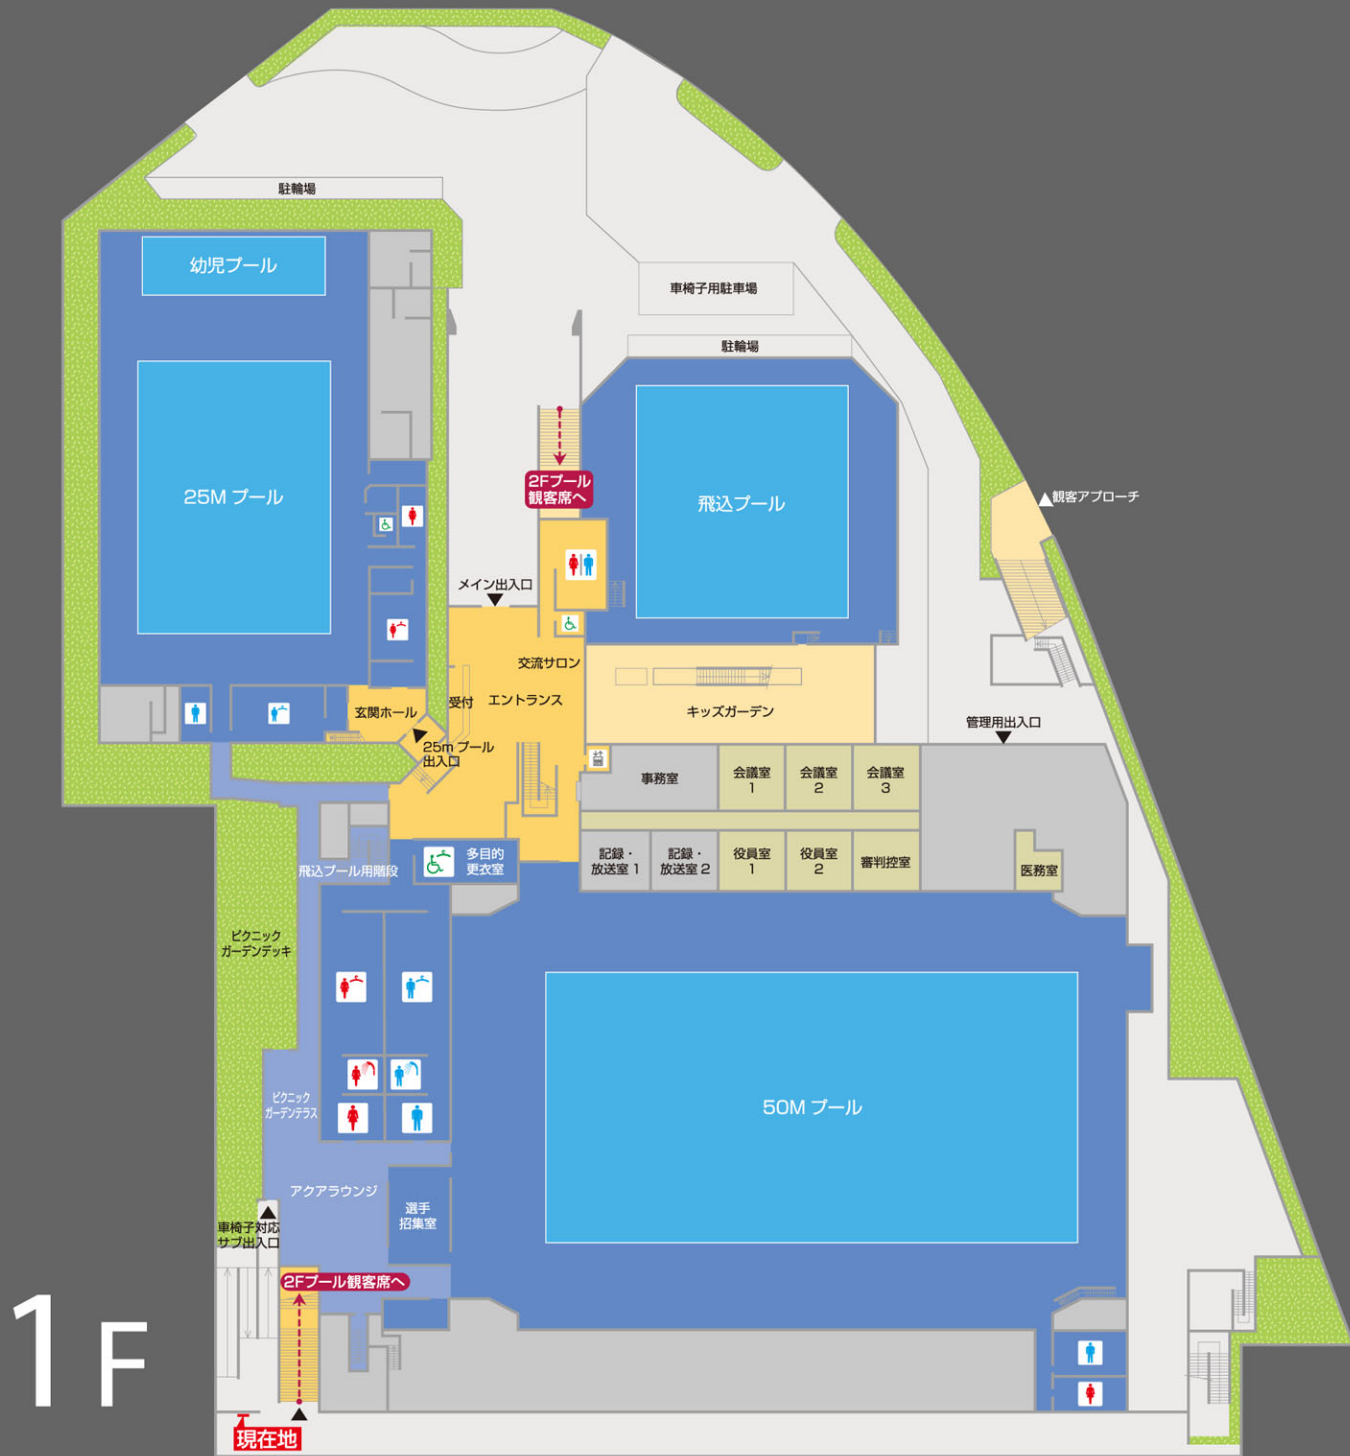 駐輪場
幼児プール
車椅子用駐車場
駐輪場
25M プール
2Fプール
観客席へ
飛込プール
観客アプローチ
メイン出入口
交流サロン
受付
エントランス
玄関ホール
キッズガーデン
管理用出入口
25m プール
出入口
事務室
会議室
1
会議室
2
会議室
3
多目的
更衣室
記録・
放送室 1
記録・
放送室 2
役員室
1
役員室
2
審判控室
医務室
飛込プール用階段
ピクニック
ガーデンデッキ
ピクニック
ガーデンテラス
50M プール
アクアラウンジ
選手
招集室
車椅子対応
サブ出入口
2Fプール観客席へ
1F
現在地